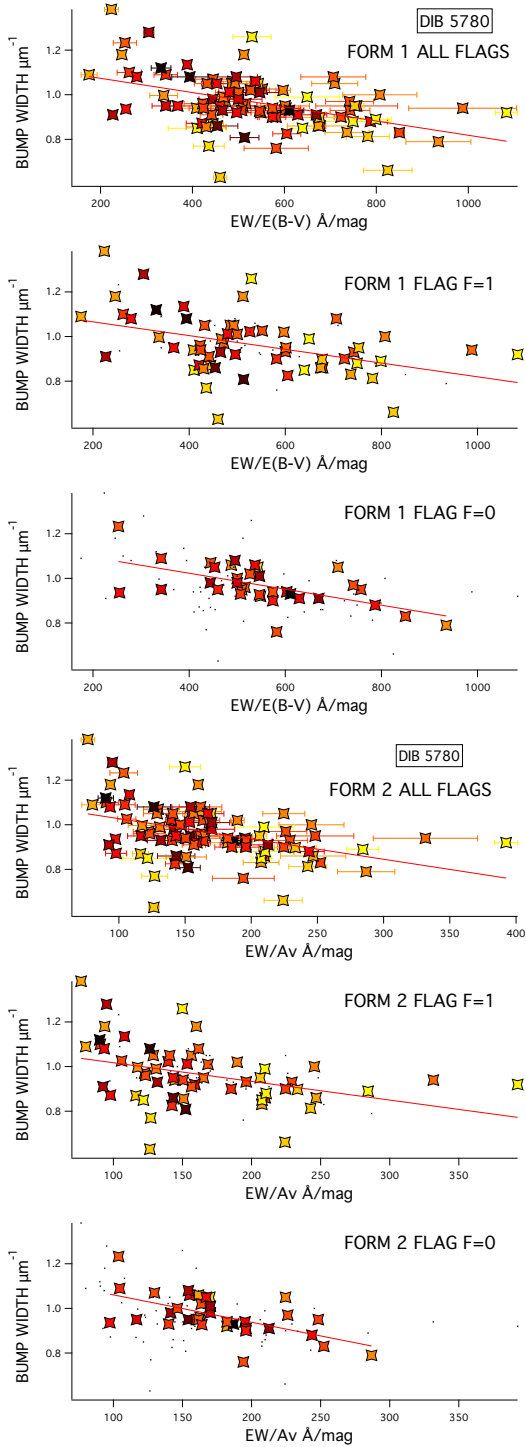 DIB 5780
FORM 1 ALL FLAGS
BUMP WIDTH µm⁻¹
1.2
1.0
0.8
200 400 600 800 1000
EW/E(B-V) Å/mag
FORM 1 FLAG F=1
BUMP WIDTH µm⁻¹
1.2
1.0
0.8
200 400 600 800 1000
EW/E(B-V) Å/mag
FORM 1 FLAG F=0
BUMP WIDTH µm⁻¹
1.2
1.0
0.8
200 400 600 800 1000
EW/E(B-V) Å/mag
DIB 5780
FORM 2 ALL FLAGS
BUMP WIDTH µm⁻¹
1.2
1.0
0.8
100 150 200 250 300 350 400
EW/Av Å/mag
FORM 2 FLAG F=1
BUMP WIDTH µm⁻¹
1.2
1.0
0.8
100 150 200 250 300 350
EW/Av Å/mag
FORM 2 FLAG F=0
BUMP WIDTH µm⁻¹
1.2
1.0
0.8
100 150 200 250 300 350
EW/Av Å/mag